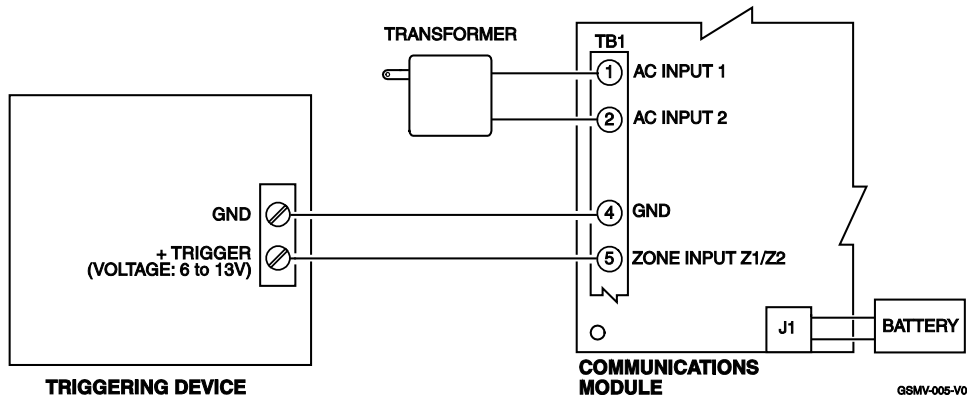 TRANSFORMER
TB1
1 AC INPUT 1
2 AC INPUT 2
GND
4 GND
+ TRIGGER
(VOLTAGE: 6 to 13V)
5 ZONE INPUT Z1/Z2
J1
BATTERY
TRIGGERING DEVICE
COMMUNICATIONS
MODULE
GSMV-005-V0